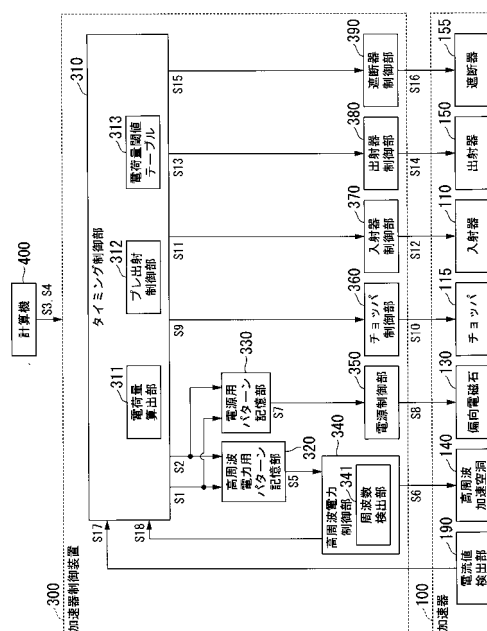 400
計算機
S3, S4
300
加速器制御装置
310
タイミング制御部
311
電荷量
算出部
312
プレ出射
制御部
313
電荷量閾値
テーブル
S17
S18
S1
S2
S9
S11
S13
S15
320
高周波
電力用
パターン
記憶部
330
電源用
パターン
記憶部
S5
S7
340
高周波電力
制御部
341
周波数
検出部
350
電源制御部
360
チョッパ
制御部
370
入射器
制御部
380
出射器
制御部
390
遮断器
制御部
S6
S8
S10
S12
S14
S16
100
加速器
190
電流値
検出部
140
高周波
加速空洞
130
偏向電磁石
115
チョッパ
110
入射器
150
出射器
155
遮断器